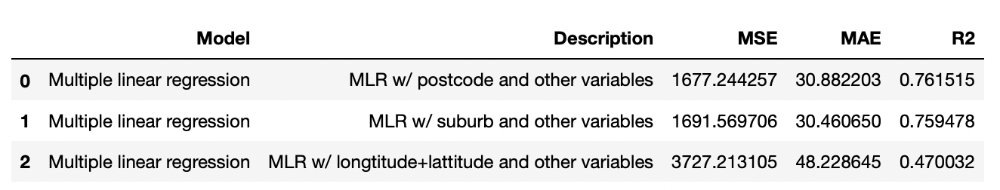 Model Description MSE MAE R2
0 Multiple linear regression MLR w/ postcode and other variables 1677.244257 30.882203 0.761515
1 Multiple linear regression MLR w/ suburb and other variables 1691.569706 30.460650 0.759478
2 Multiple linear regression MLR w/ longtitude+lattitude and other variables 3727.213105 48.228645 0.470032